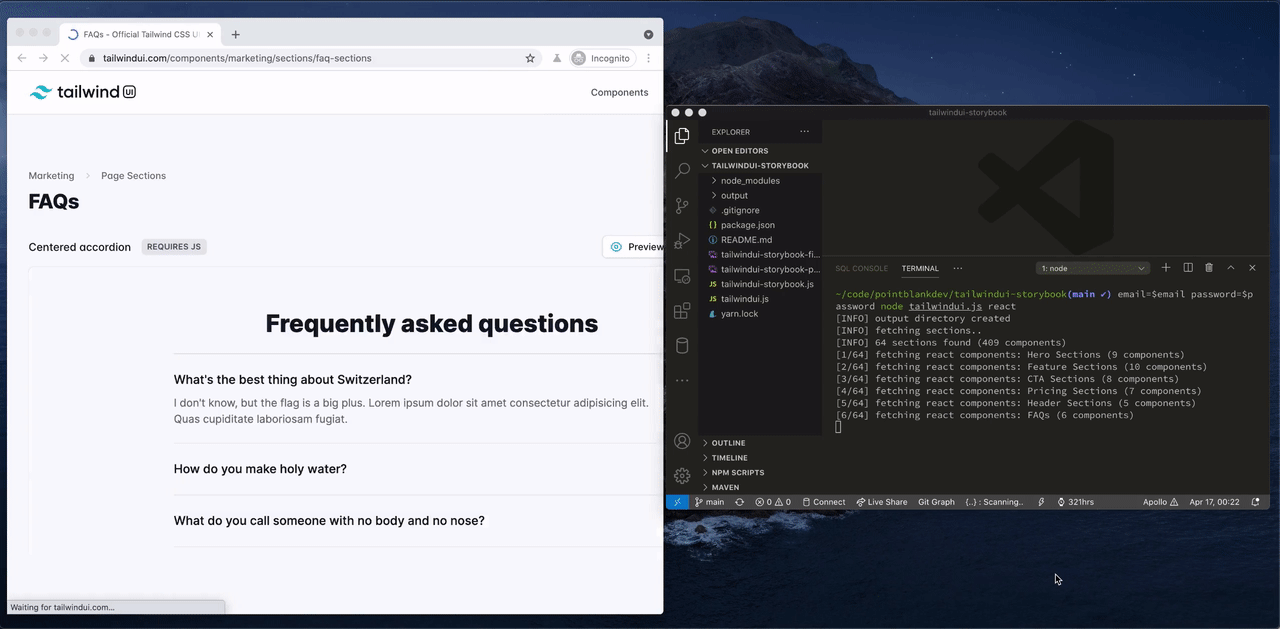 FAQs - Official Tailwind CSS U
tailwindui.com/components/marketing/sections/faq-sections
Incognito
tailwind UI
Components
Marketing
Page Sections
FAQs
Centered accordion
REQUIRES JS
Preview
Frequently asked questions
What's the best thing about Switzerland?
I don't know, but the flag is a big plus. Lorem ipsum dolor sit amet consectetur adipisicing elit.
Quas cupiditate laboriosam fugiat.
How do you make holy water?
What do you call someone with no body and no nose?
Waiting for tailwindui.com...
tailwindui-storybook
EXPLORER
OPEN EDITORS
TAILWINDUI-STORYBOOK
node_modules
output
.gitignore
package.json
README.md
tailwindui-storybook-fi...
tailwindui-storybook-p...
JS tailwindui-storybook.js
JS tailwindui.js
yarn.lock
OUTLINE
TIMELINE
NPM SCRIPTS
MAVEN
SQL CONSOLE TERMINAL ... 1: node
~/code/pointblankdev/tailwindui-storybook(main ✓) email=$email password=$p
assword node tailwindui.js react
[INFO] output directory created
[INFO] fetching sections..
[INFO] 64 sections found (409 components)
[1/64] fetching react components: Hero Sections (9 components)
[2/64] fetching react components: Feature Sections (10 components)
[3/64] fetching react components: CTA Sections (8 components)
[4/64] fetching react components: Pricing Sections (7 components)
[5/64] fetching react components: Header Sections (5 components)
[6/64] fetching react components: FAQs (6 components)
main 0 0 Connect Live Share Git Graph {..} : Scanning.. 321hrs Apollo Apr 17, 00:22